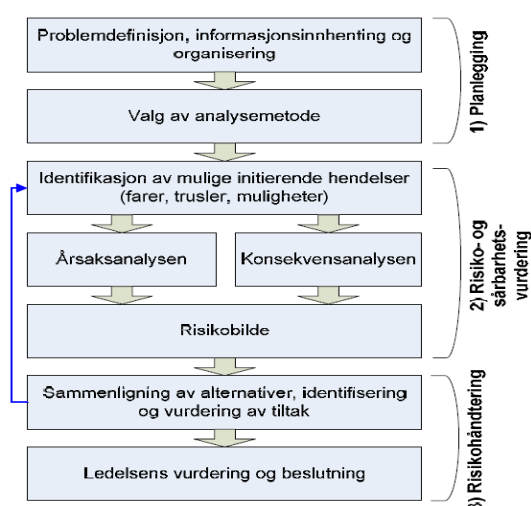 Problemdefinisjon, informasjonsinnhenting og
organisering
Valg av analysemetode
1) Planlegging
Identifikasjon av mulige initierende hendelser
(farer, trusler, muligheter)
Årsaksanalysen
Konsekvensanalysen
Risikobilde
2) Risiko- og
sårbarhets-
vurdering
Sammenligning av alternativer, identifisering
og vurdering av tiltak
Ledelsens vurdering og beslutning
3) Risikohåndtering